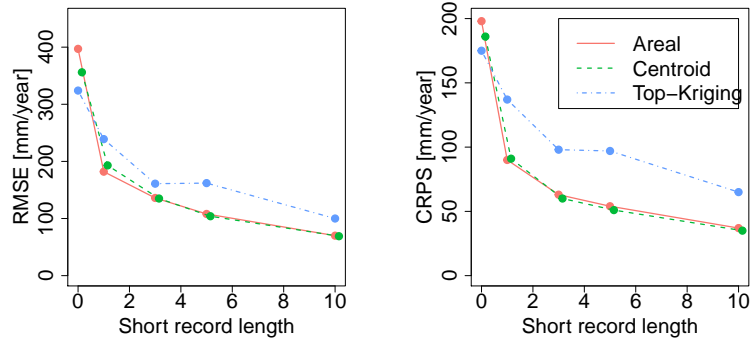 RMSE [mm/year]
0
100
200
300
400
0 2 4 6 8 10
Short record length
CRPS [mm/year]
0
50
100
150
200
0 2 4 6 8 10
Short record length
Areal
Centroid
Top−Kriging